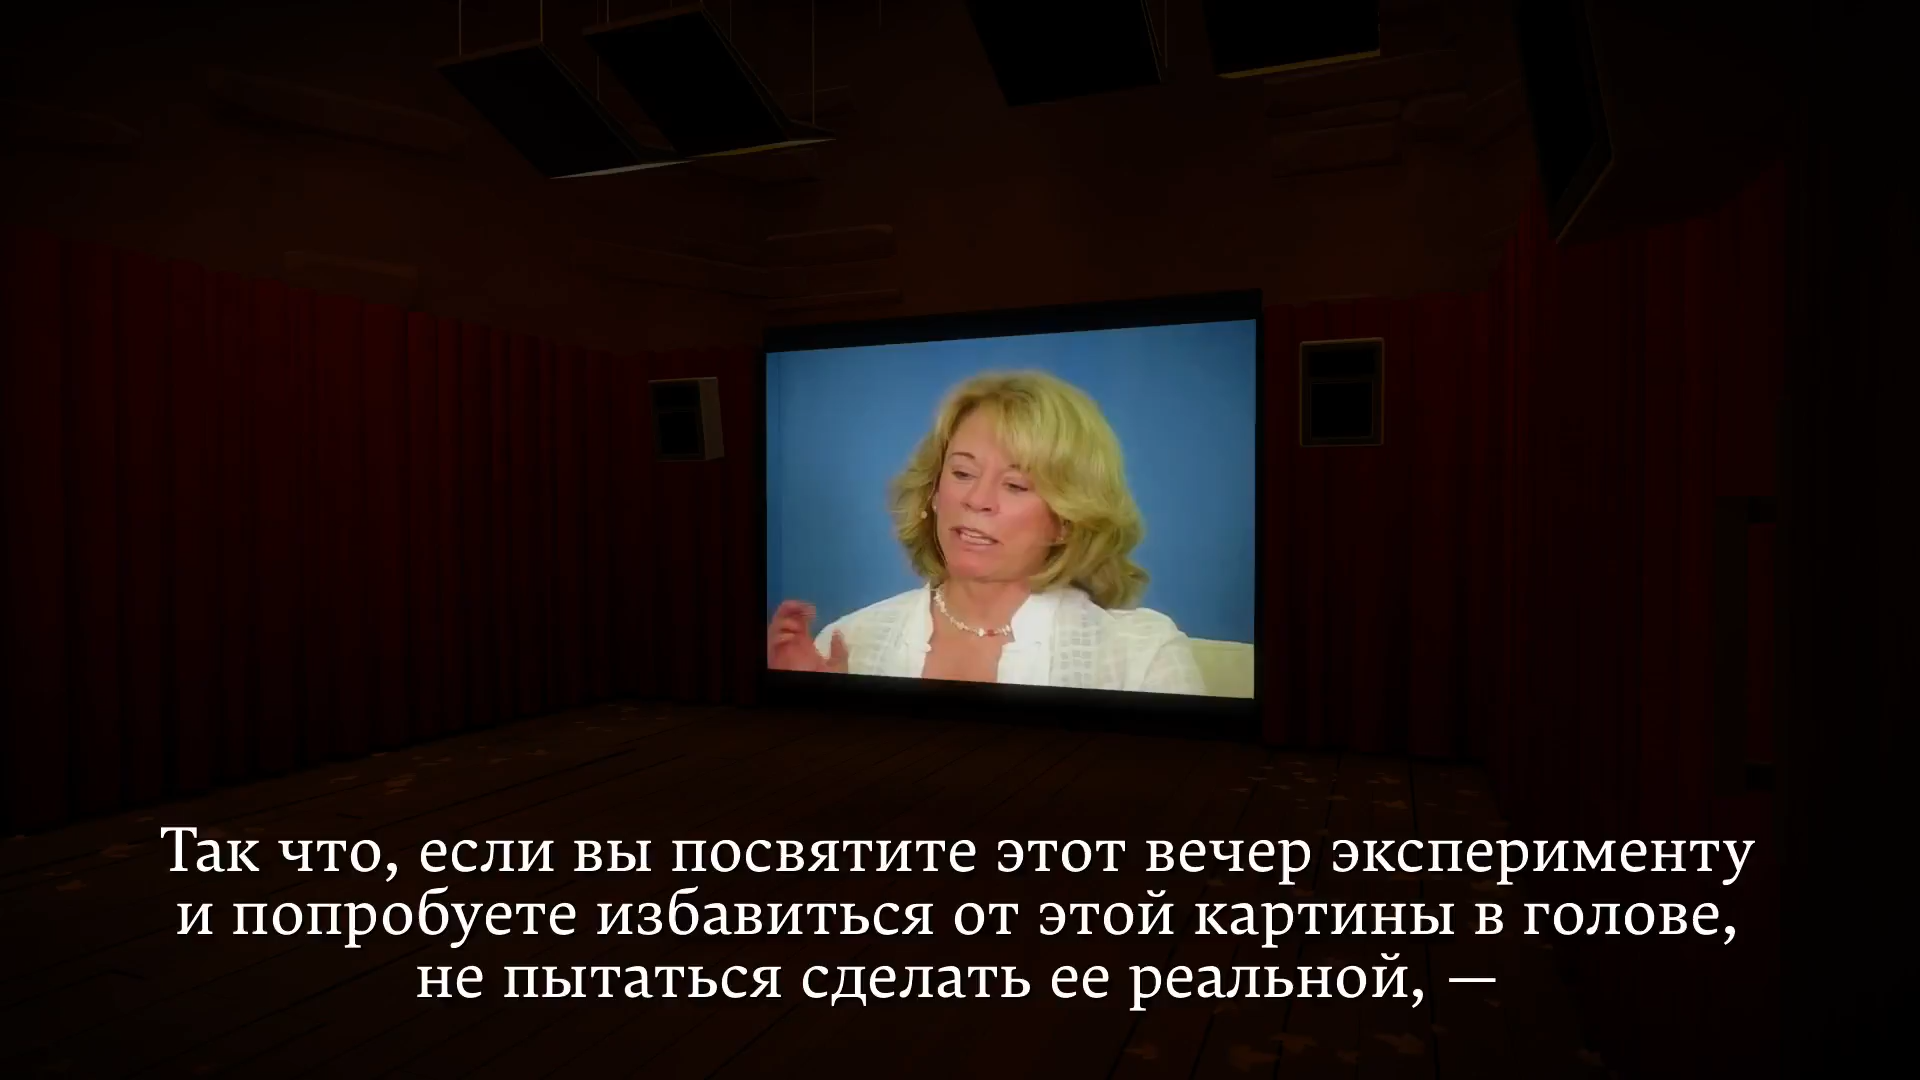 Так что, если вы посвятите этот вечер эксперименту
и попробуете избавиться от этой картины в голове,
не пытаться сделать ее реальной, —